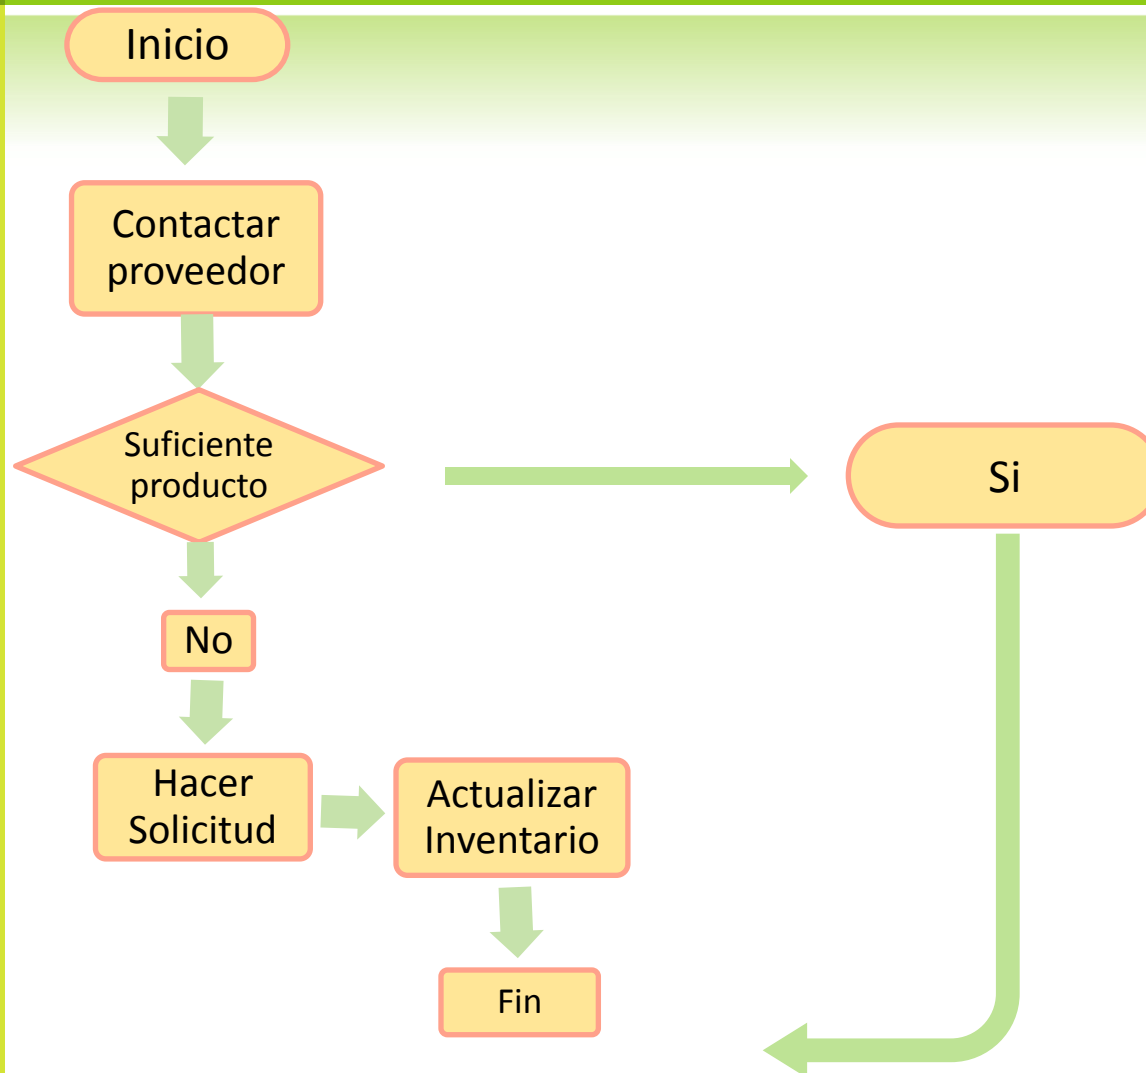 Inicio
Contactar
proveedor
Suficiente
producto
Si
No
Hacer
Solicitud
Actualizar
Inventario
Fin